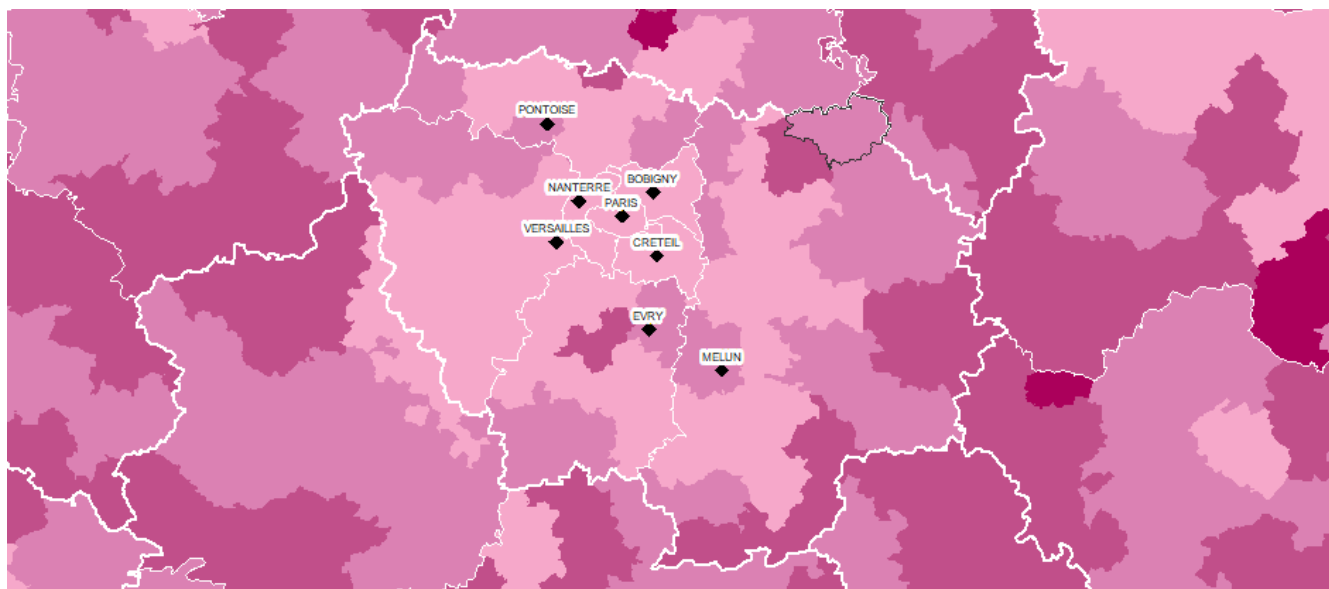 PONTOISE
BOBIGNY
NANTERRE
PARIS
VERSAILLES
CRETEIL
EVRY
MELUN